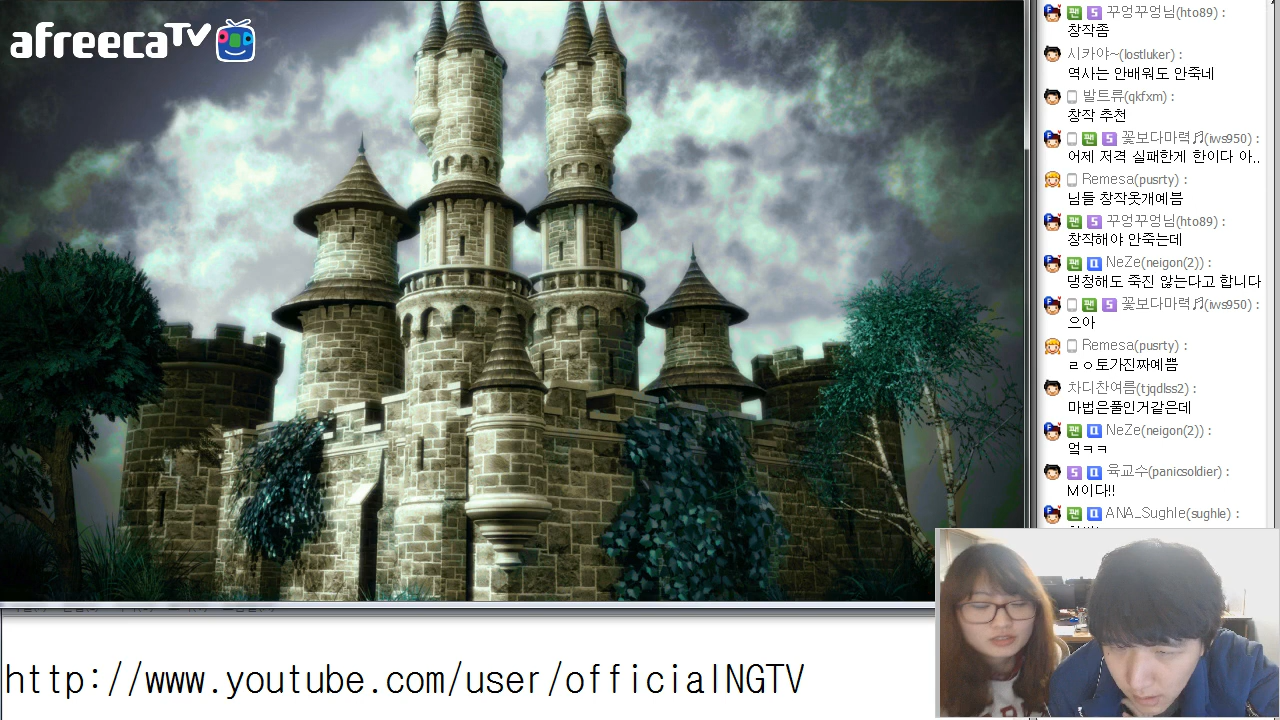 afreecaTV
꾸엉꾸엉님(hto89) :
창작좀
시카야~(lostluker) :
역사는 안배워도 안죽네
발트류(qkfxm) :
창작 추천
꽃보다마력♬(iws950) :
어제 저격 실패한게 한이다 아..
Remesa(pusrty) :
님들 창작옷개예쁨
꾸엉꾸엉님(hto89) :
창작해야 안죽는데
NeZe(neigon(2)) :
멍청해도 죽진 않는다고 합니다
꽃보다마력♬(iws950) :
으아
Remesa(pusrty) :
ㄹㅇ토가진짜예쁨
차디찬여름(tjqdlss2) :
마법은풀인거같은데
NeZe(neigon(2)) :
얼ㅋㅋ
육교수(panicsoldier) :
M이다!!
ANA_Sughle(sughle) :
http://www.youtube.com/user/officialNGTV